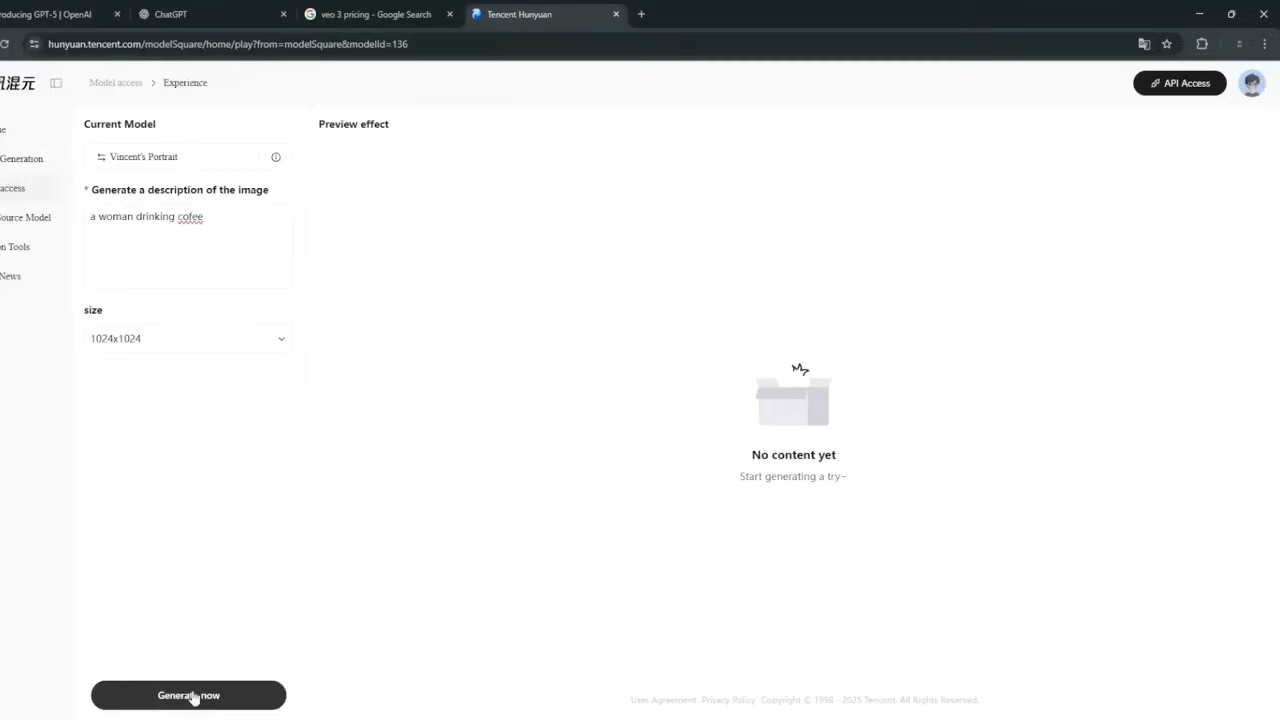 roducing GPT-5 | OpenAI
ChatGPT
veo 3 pricing - Google Search
Tencent Hunyuan
hunyuan.tencent.com/modelSquare/home/play?from=modelSquare&modelId=136
讯混元
Model access > Experience
API Access
Current Model
Preview effect
Vincent's Portrait
Generation
* Generate a description of the image
access
a woman drinking cofee
ource Model
n Tools
News
size
1024x1024
No content yet
Start generating a try~
Generate now
User Agreement Privacy Policy Copyright © 1998 - 2025 Tencent. All Rights Reserved.